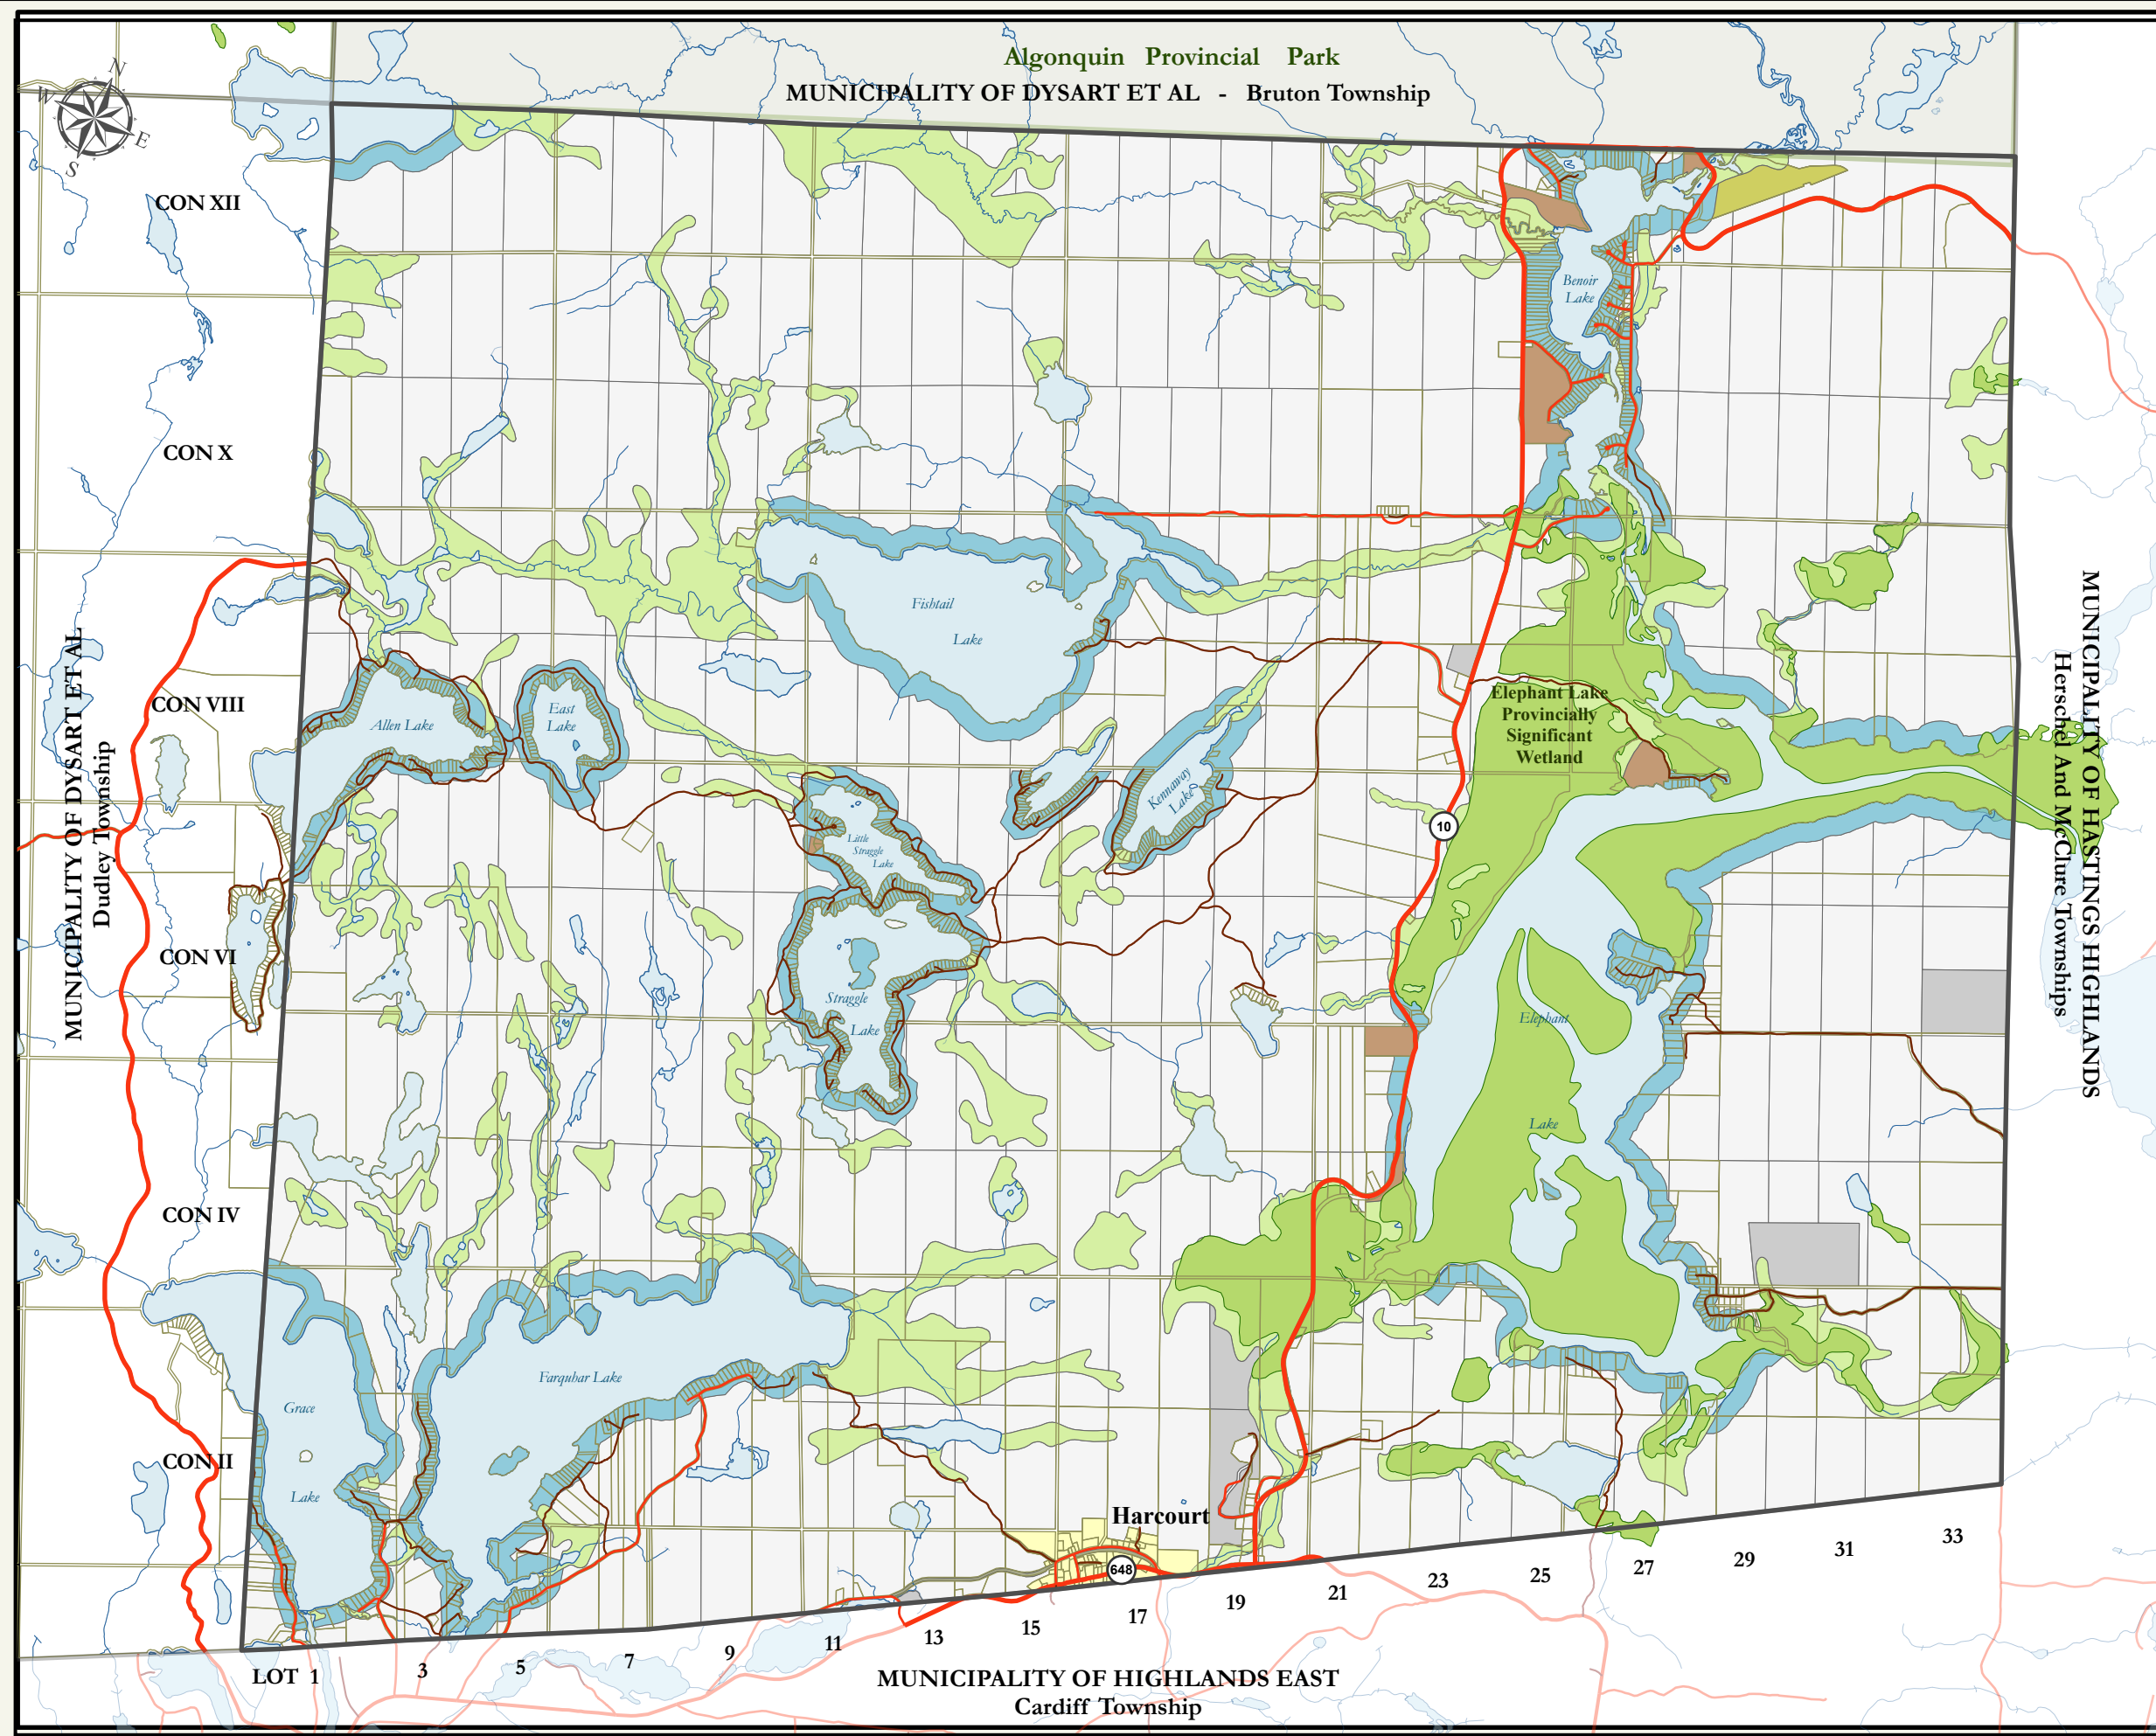 Algonquin Provincial Park
MUNICIPALITY OF DYSART ET AL - Bruton Township
N
W
E
S
CON XII
CON X
CON VIII
CON VI
CON IV
CON II
MUNICIPALITY OF DYSART ET AL
Dudley Township
Benoir
Lake
Fishtail
Lake
Allen Lake
East
Lake
Kennaway
Lake
Little
Straggle
Lake
Straggle
Lake
Elephant Lake
Provincially
Significant
Wetland
10
Elephant
Lake
Farquhar Lake
Grace
Lake
Harcourt
648
MUNICIPALITY OF HASTINGS HIGHLANDS
Herschel And McClure Townships
LOT 1
3
5
7
9
11
13
15
17
19
21
23
25
27
29
31
33
MUNICIPALITY OF HIGHLANDS EAST
Cardiff Township